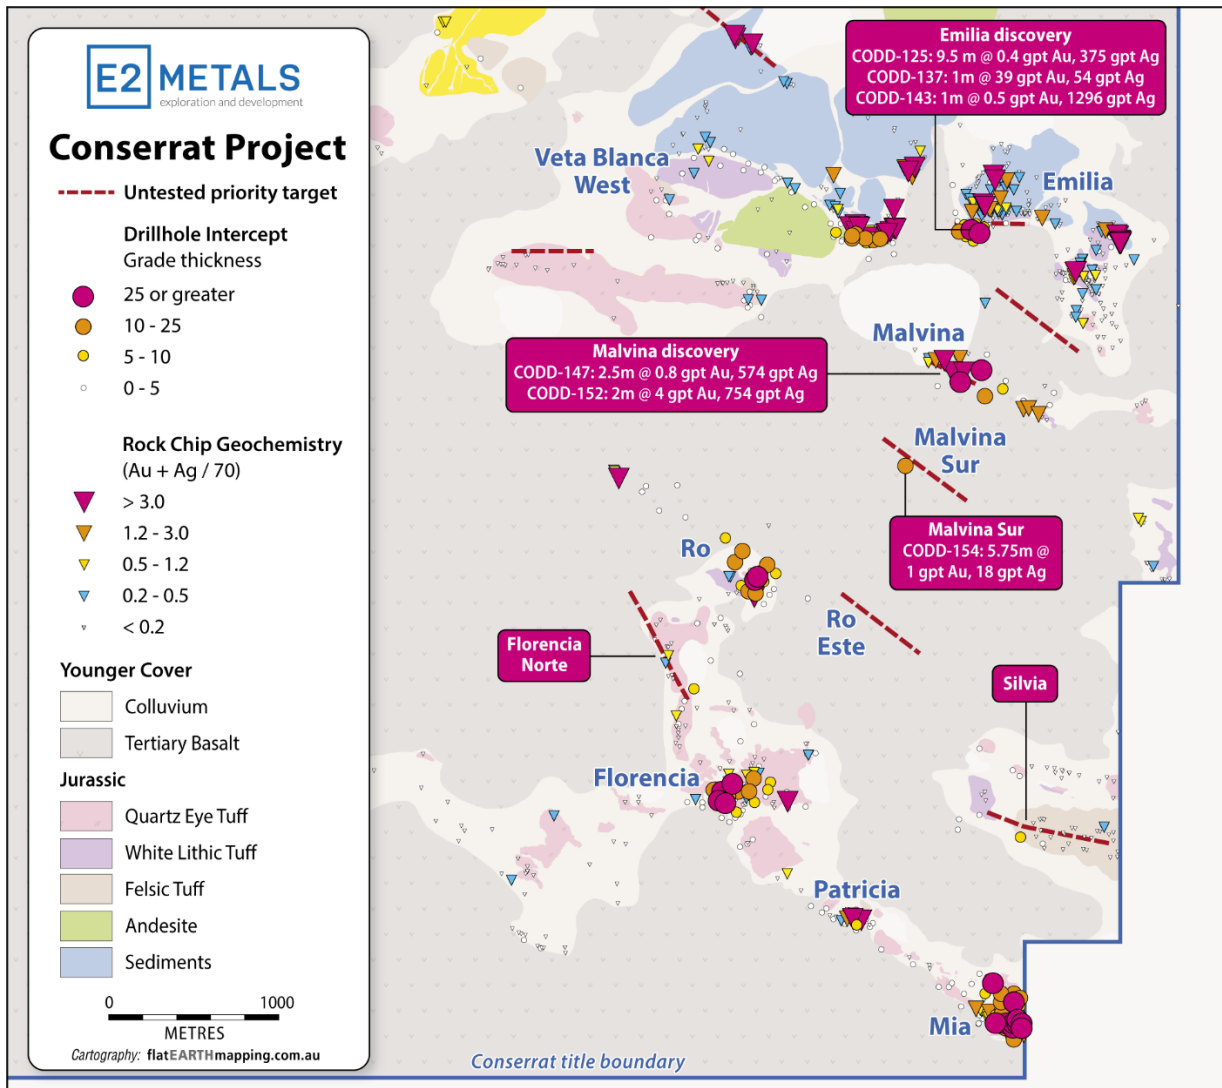 E2 METALS
exploration and development
Conserrat Project
Untested priority target
Drillhole Intercept
Grade thickness
25 or greater
10 - 25
5 - 10
0 - 5
Rock Chip Geochemistry
(Au + Ag / 70)
> 3.0
1.2 - 3.0
0.5 - 1.2
0.2 - 0.5
< 0.2
Younger Cover
Colluvium
Tertiary Basalt
Jurassic
Quartz Eye Tuff
White Lithic Tuff
Felsic Tuff
Andesite
Sediments
0 1000
METRES
Cartography: flatEARTHmapping.com.au
Emilia discovery
CODD-125: 9.5 m @ 0.4 gpt Au, 375 gpt Ag
CODD-137: 1m @ 39 gpt Au, 54 gpt Ag
CODD-143: 1m @ 0.5 gpt Au, 1296 gpt Ag
Veta Blanca
West
Emilia
Malvina
Malvina discovery
CODD-147: 2.5m @ 0.8 gpt Au, 574 gpt Ag
CODD-152: 2m @ 4 gpt Au, 754 gpt Ag
Malvina
Sur
Malvina Sur
CODD-154: 5.75m @
1 gpt Au, 18 gpt Ag
Ro
Ro
Este
Florencia
Norte
Silvia
Florencia
Patricia
Mia
Conserrat title boundary